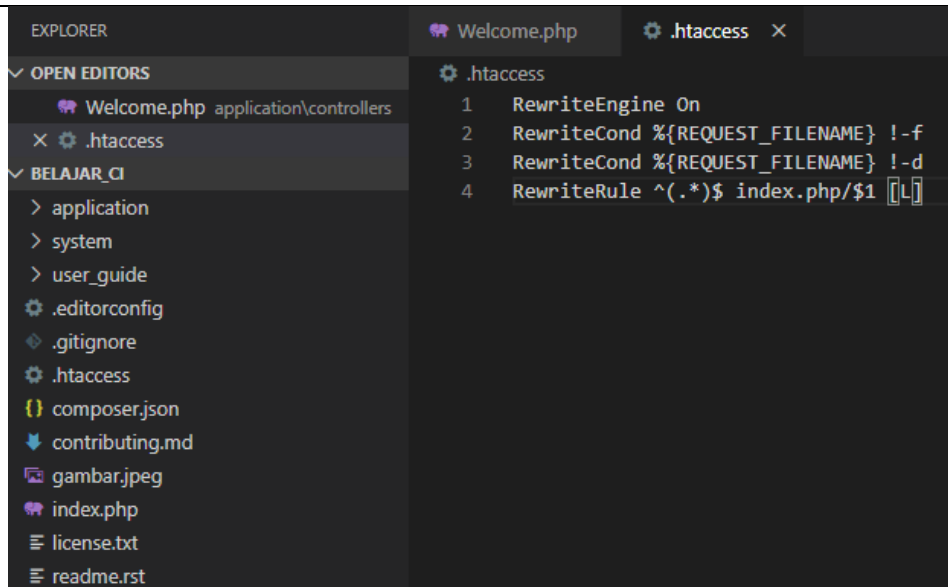 EXPLORER
OPEN EDITORS
Welcome.php application\controllers
.htaccess
BELAJAR_CI
application
system
user_guide
.editorconfig
.gitignore
.htaccess
composer.json
contributing.md
gambar.jpeg
index.php
license.txt
readme.rst
Welcome.php .htaccess
.htaccess
1 RewriteEngine On
2 RewriteCond %{REQUEST_FILENAME} !-f
3 RewriteCond %{REQUEST_FILENAME} !-d
4 RewriteRule ^(.*)$ index.php/$1 [L]